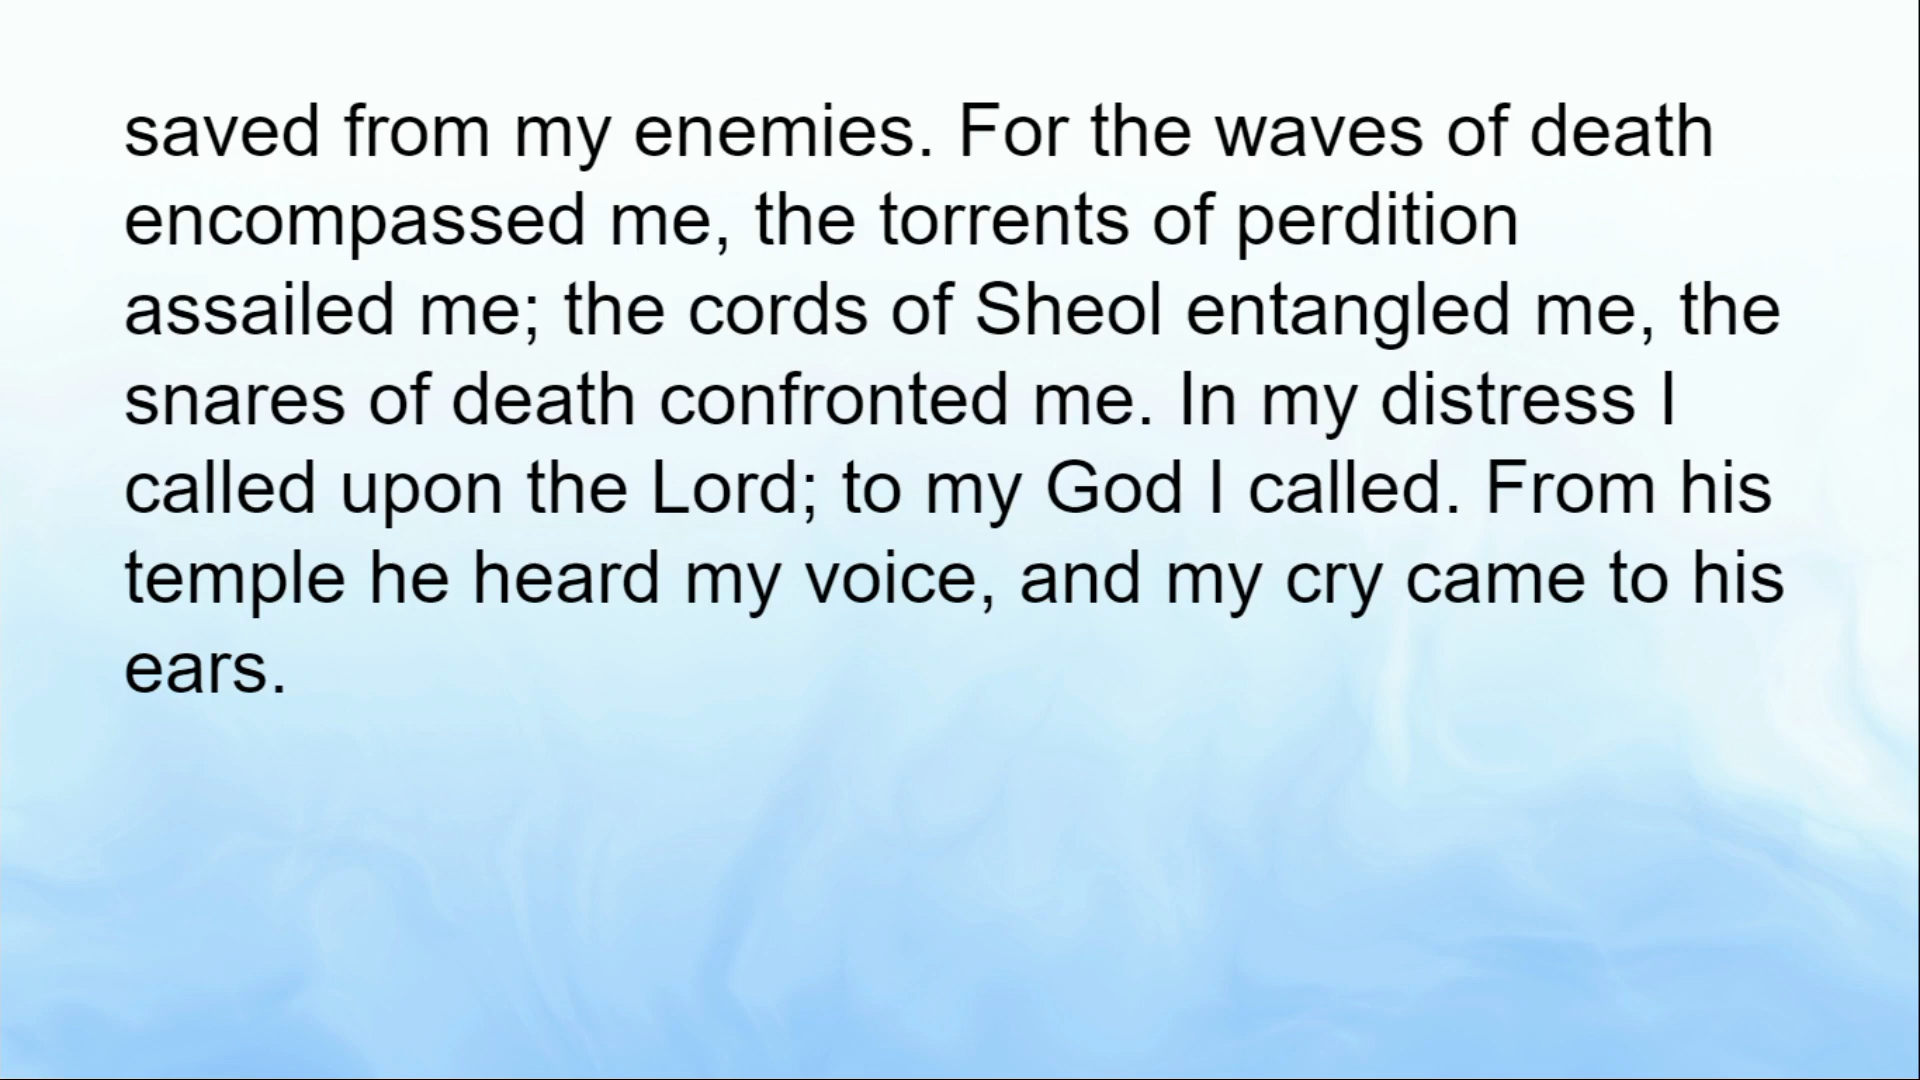 saved from my enemies. For the waves of death
encompassed me, the torrents of perdition
assailed me; the cords of Sheol entangled me, the
snares of death confronted me. In my distress I
called upon the Lord; to my God I called. From his
temple he heard my voice, and my cry came to his
ears.